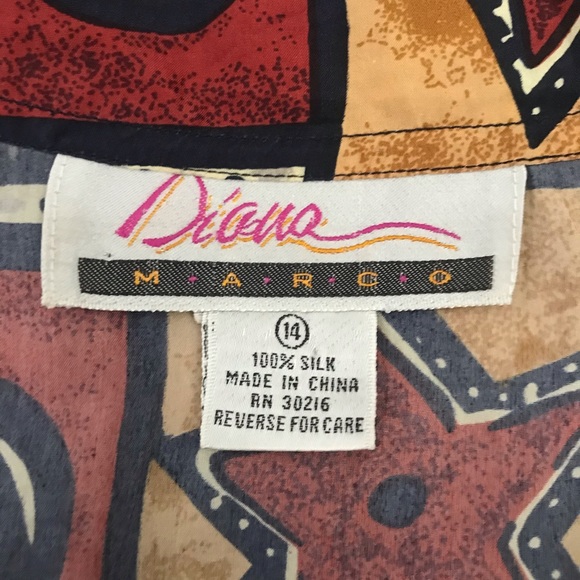 Diana
M·A·R·C·O
14
100% SILK
MADE IN CHINA
RN 30216
REVERSE FOR CARE